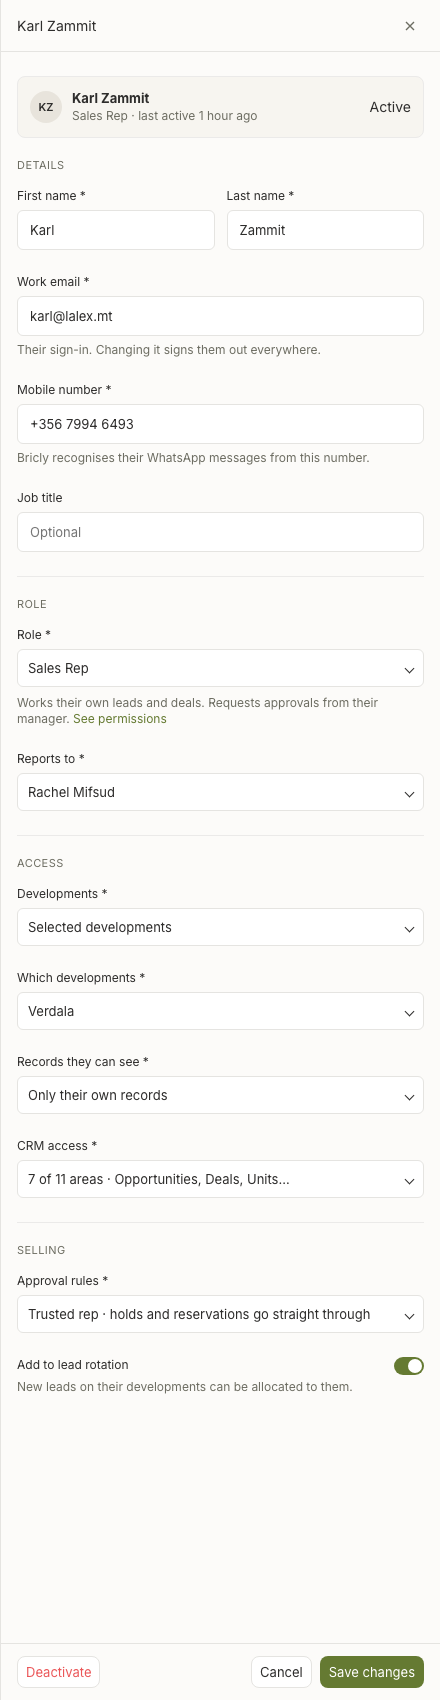 Karl Zammit
KZ
Karl Zammit
Sales Rep · last active 1 hour ago
Active
DETAILS
First name *
Last name *
Karl
Zammit
Work email *
karl@lalex.mt
Their sign-in. Changing it signs them out everywhere.
Mobile number *
+356 7994 6493
Bricly recognises their WhatsApp messages from this number.
Job title
Optional
ROLE
Role *
Sales Rep
Works their own leads and deals. Requests approvals from their
manager. See permissions
Reports to *
Rachel Mifsud
ACCESS
Developments *
Selected developments
Which developments *
Verdala
Records they can see *
Only their own records
CRM access *
7 of 11 areas · Opportunities, Deals, Units...
SELLING
Approval rules *
Trusted rep · holds and reservations go straight through
Add to lead rotation
New leads on their developments can be allocated to them.
Deactivate
Cancel
Save changes